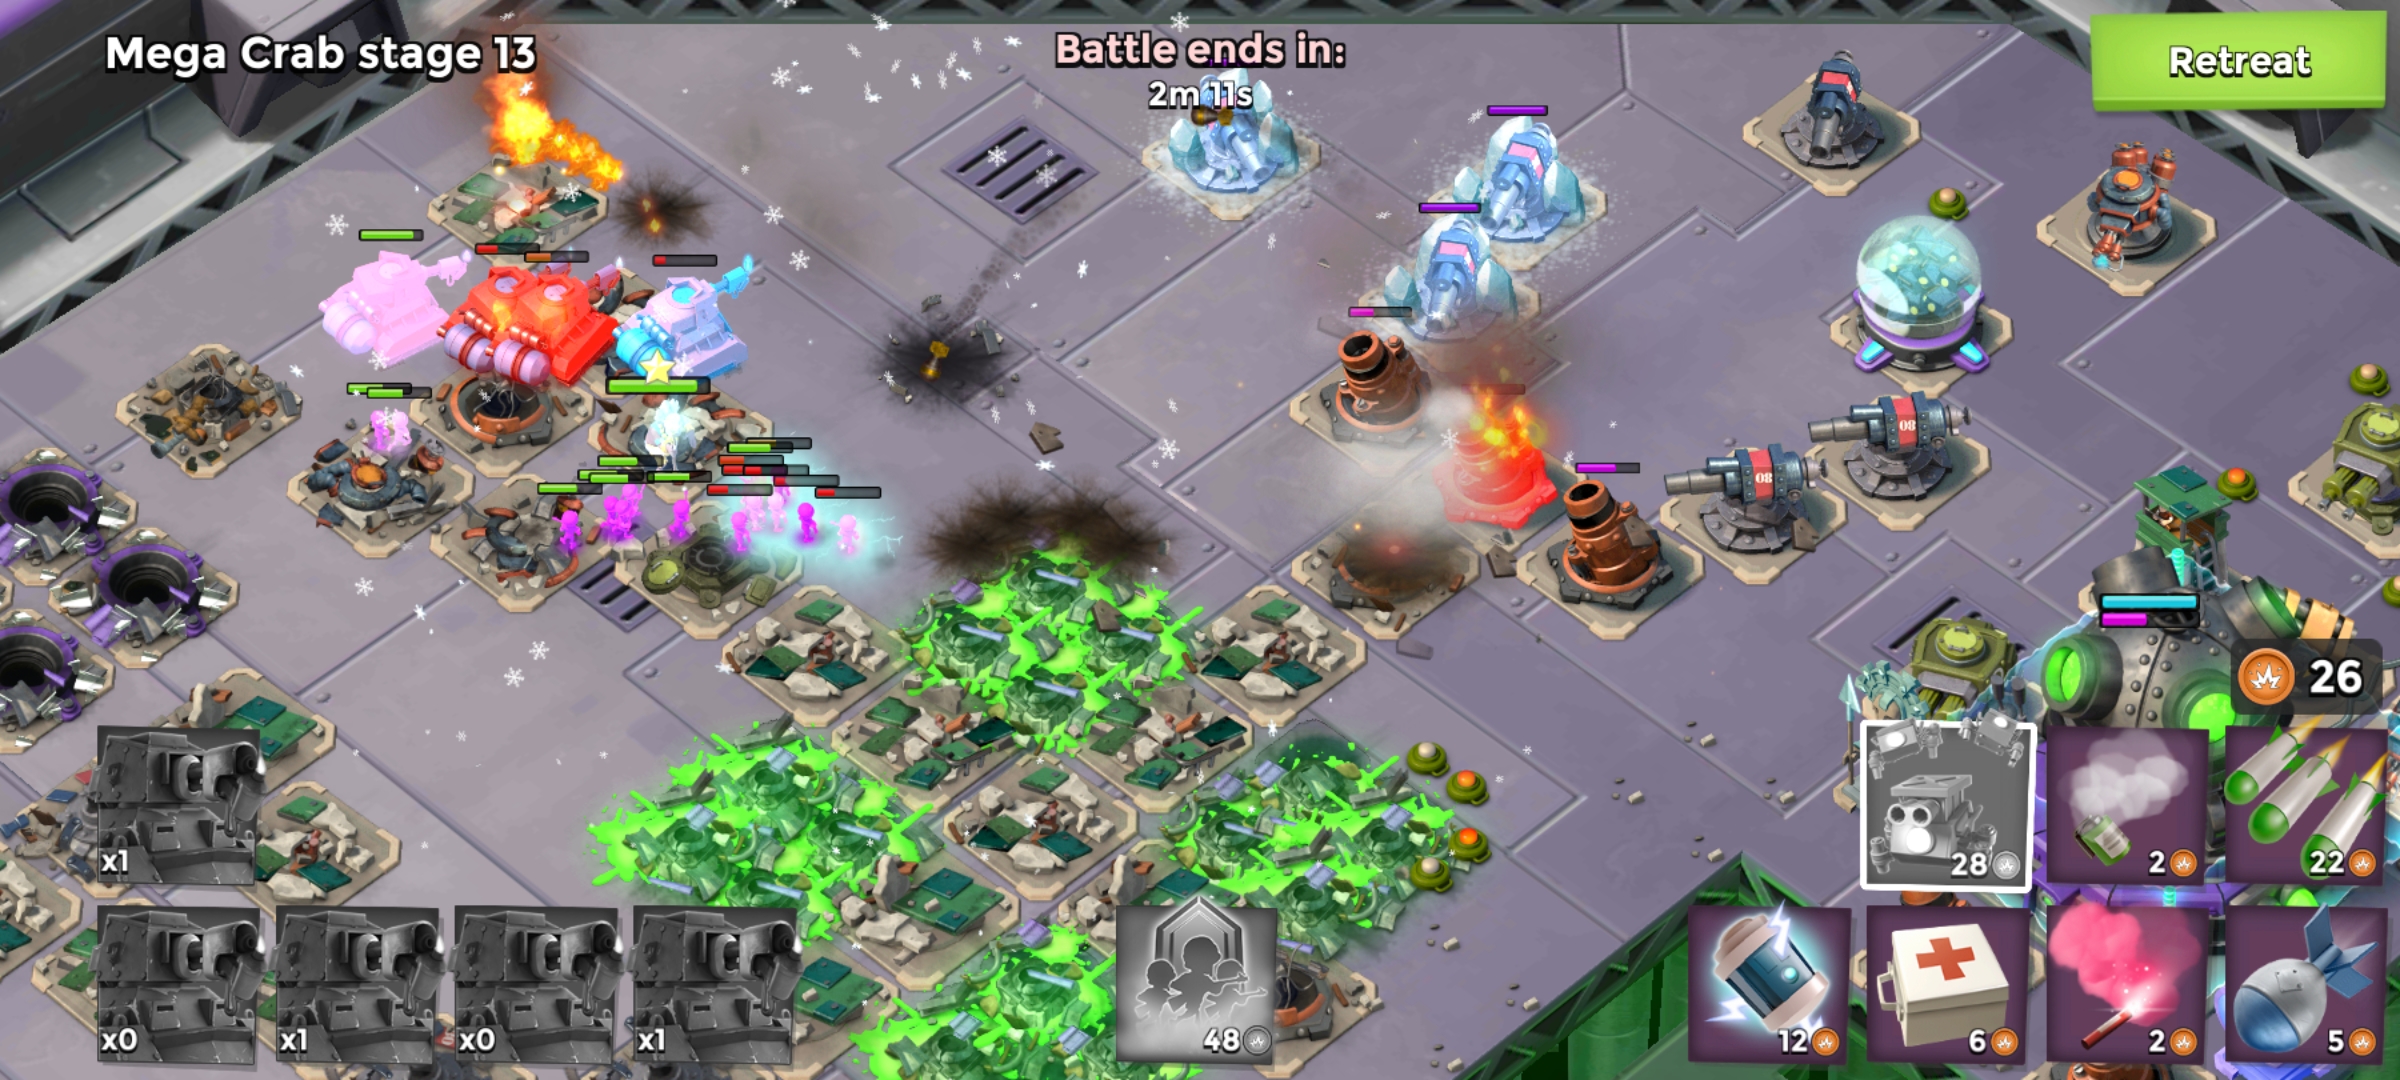 Mega Crab stage 13
Battle ends in:
2m 11s
Retreat
08
08
26
28
2
22
x1
x0
x1
x0
x1
48
12
6
2
5